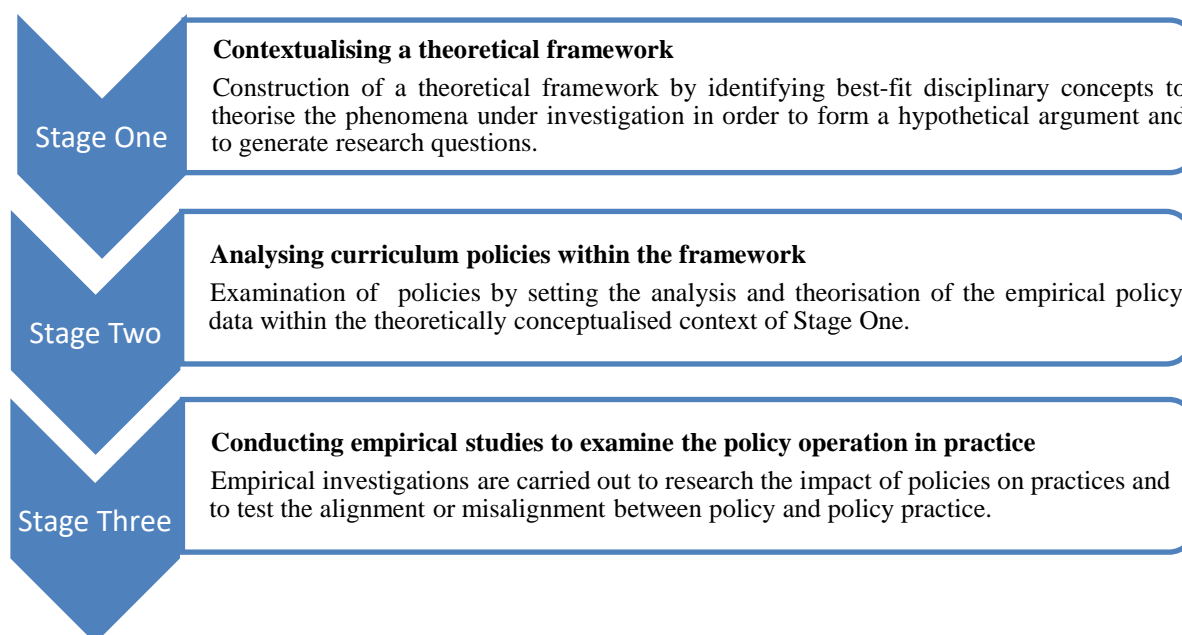 Stage One
Contextualising a theoretical framework
Construction of a theoretical framework by identifying best-fit disciplinary concepts to
theorise the phenomena under investigation in order to form a hypothetical argument and
to generate research questions.
Stage Two
Analysing curriculum policies within the framework
Examination of policies by setting the analysis and theorisation of the empirical policy
data within the theoretically conceptualised context of Stage One.
Stage Three
Conducting empirical studies to examine the policy operation in practice
Empirical investigations are carried out to research the impact of policies on practices and
to test the alignment or misalignment between policy and policy practice.